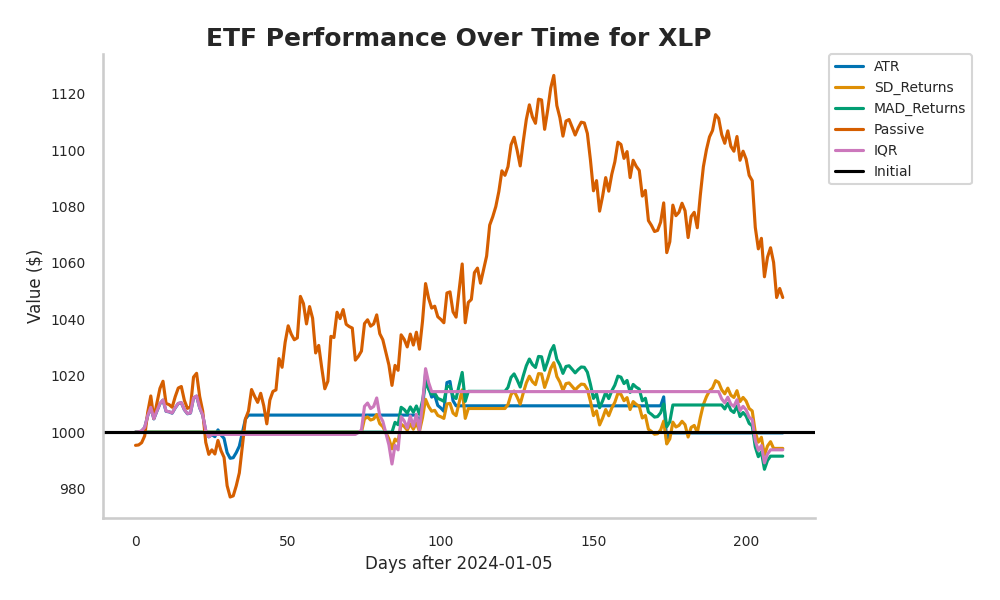 ETF Performance Over Time for XLP
Value ($)
1120
1100
1080
1060
1040
1020
1000
980
0
50
100
150
200
Days after 2024-01-05
ATR
SD_Returns
MAD_Returns
Passive
IQR
Initial